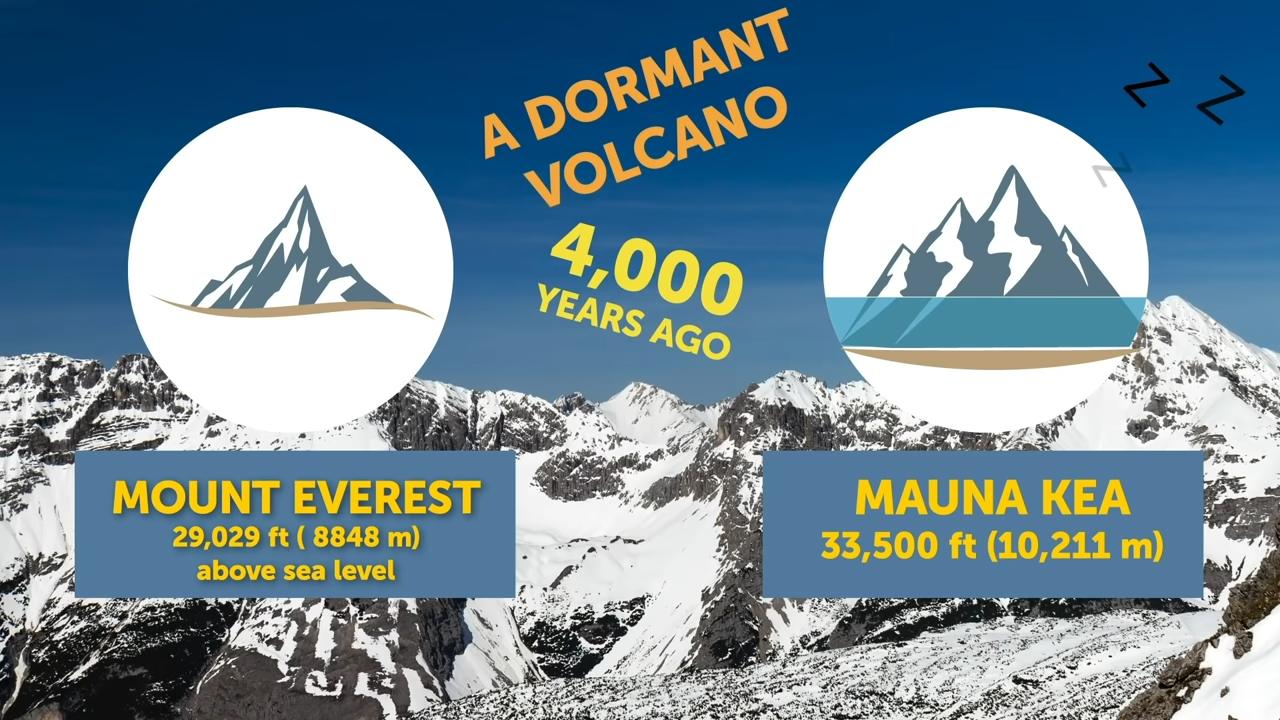 A DORMANT
VOLCANO
4,000
YEARS AGO
Z Z
Z
MOUNT EVEREST
29,029 ft ( 8848 m)
above sea level
MAUNA KEA
33,500 ft (10,211 m)